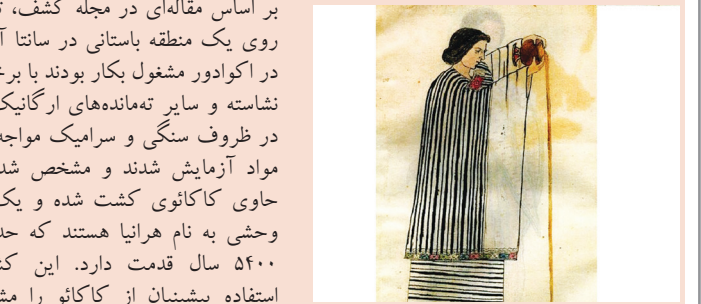 بر اساس مقاله‌ای در مجله کشف،
روی یک منطقه باستانی در سانتا
در اکوادور مشغول بکار بودند با
نشاسته و سایر ته‌مانده‌های ارگانیک
در ظروف سنگی و سرامیک مواجه
مواد آزمایش شدند و مشخص
حاوی کاکائوی کشت شده و یک
وحشی به نام هرانیا هستند که
۵۴۰۰ سال قدمت دارد. این
استفاده پیشینیان از کاکائو را